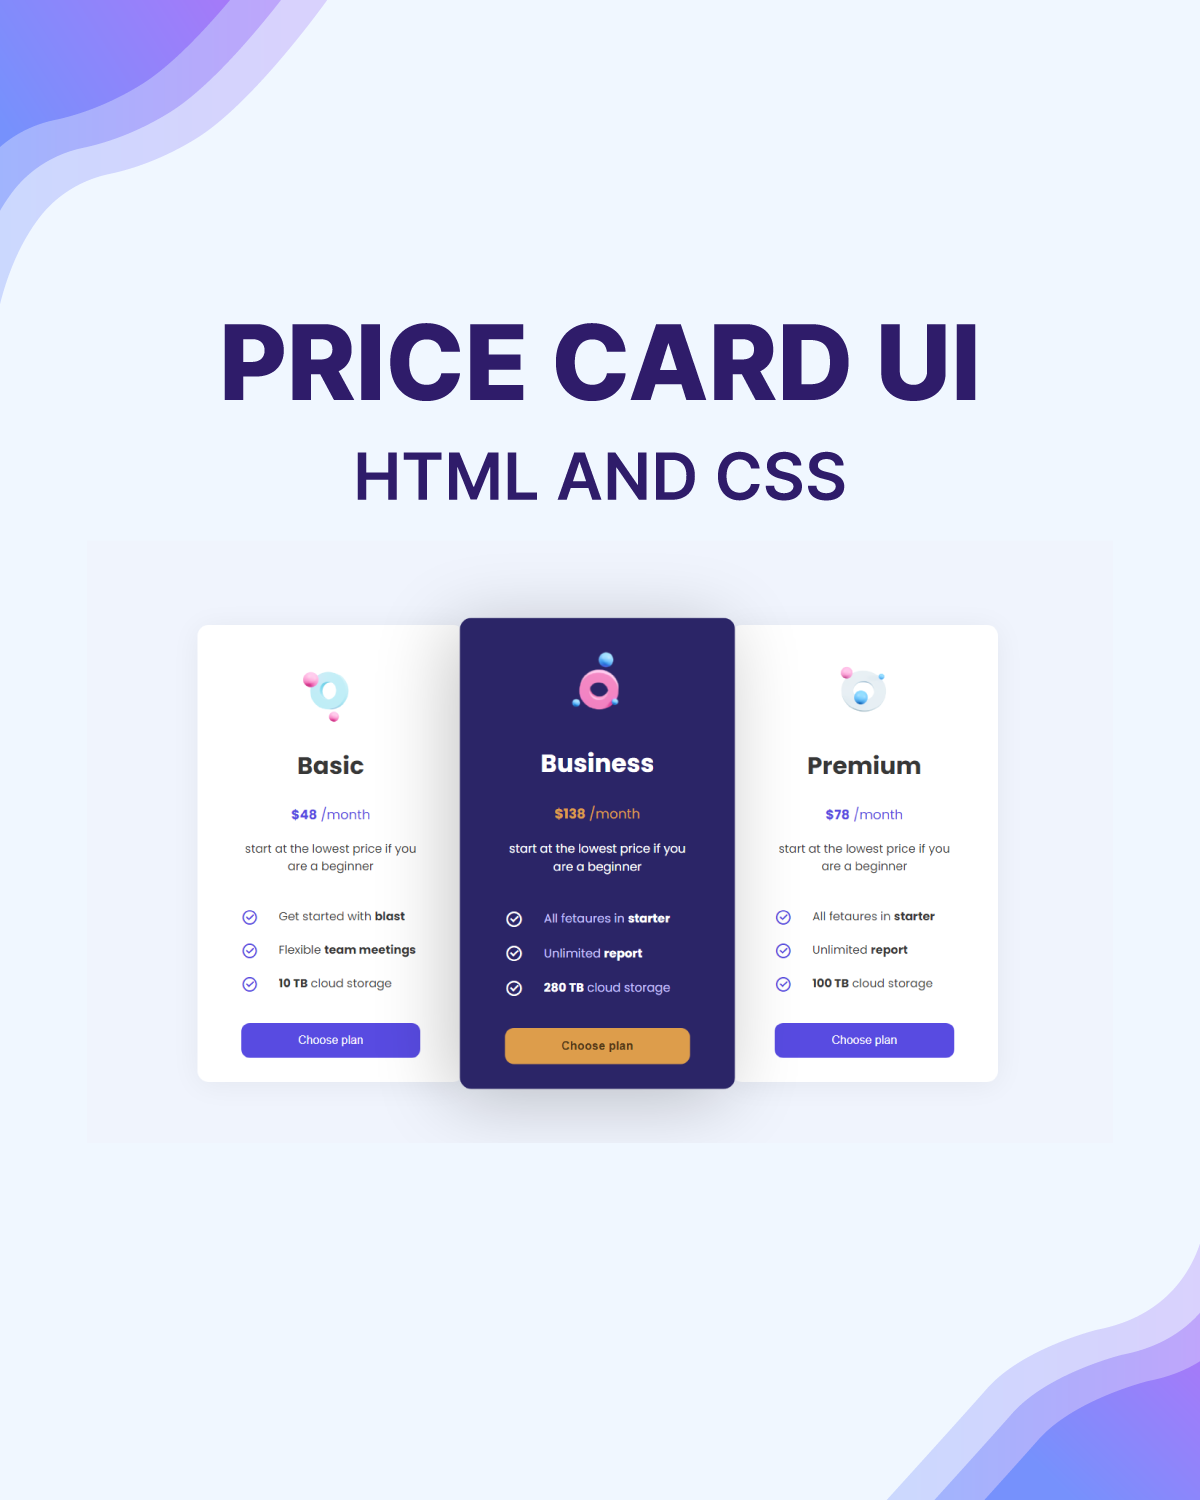 PRICE CARD UI
HTML AND CSS
Basic
$48 /month
start at the lowest price if you
are a beginner
Get started with blast
Flexible team meetings
10 TB cloud storage
Choose plan
Business
$138 /month
start at the lowest price if you
are a beginner
All fetaures in starter
Unlimited report
280 TB cloud storage
Choose plan
Premium
$78 /month
start at the lowest price if you
are a beginner
All fetaures in starter
Unlimited report
100 TB cloud storage
Choose plan